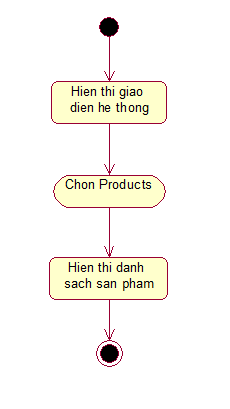 Hien thi giao
dien he thong
Chon Products
Hien thi danh
sach san pham